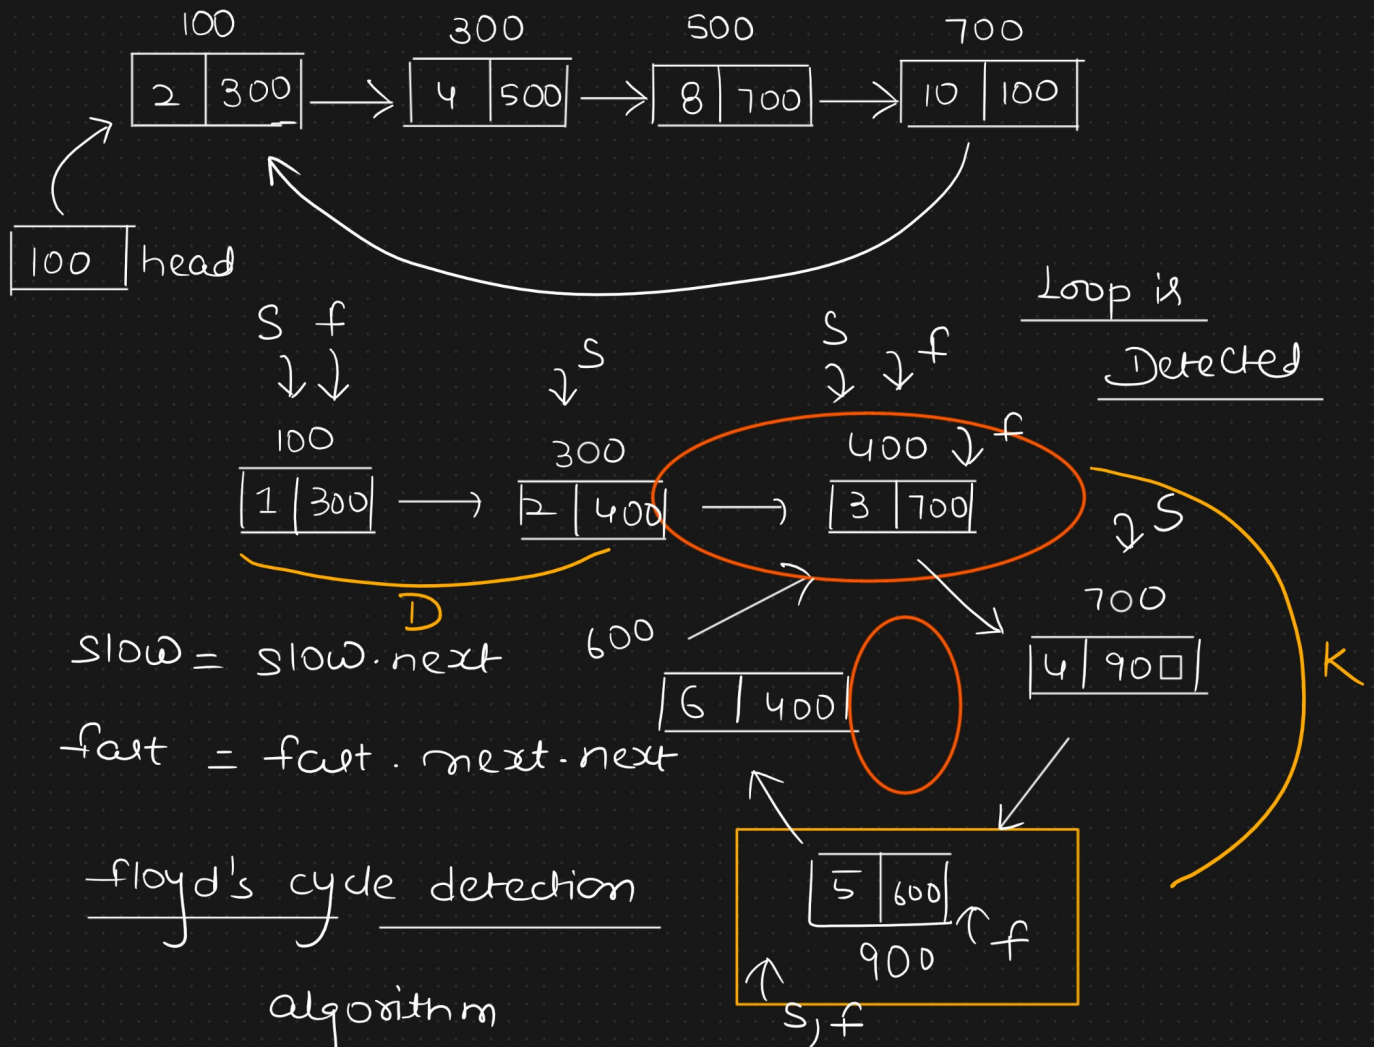 100 300 500 700
2 300 4 500 8 700 10 100
100 head
Loop is
Detected
S f S S f
100 300 400 f
1 300 2 400 3 700
S
D
700
4 90□
K
slow = slow.next
600
6 400
fast = fast.next.next
floyd's cycle detection
algorithm
5 600
f
900
S, f